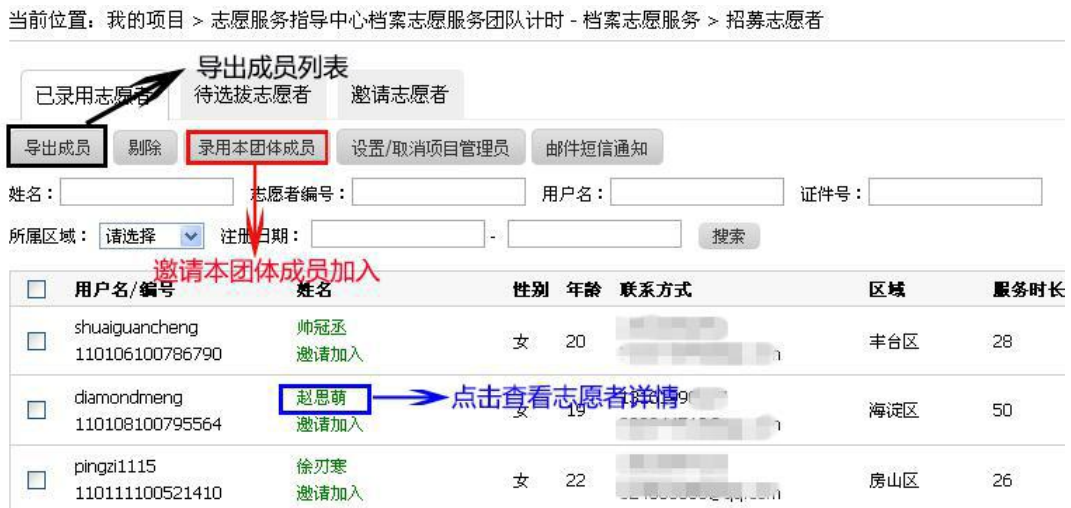 当前位置: 我的项目 > 志愿服务指导中心档案志愿服务团队计时 - 档案志愿服务 > 招募志愿者
导出成员列表
已录用志愿者 待选拔志愿者 邀请志愿者
导出成员 剔除 录用本团体成员 设置/取消项目管理员 邮件短信通知
姓名： 志愿者编号： 用户名： 证件号：
所属区域： 请选择 注册日期： - 搜索
邀请本团体成员加入
用户名/编号 姓名 性别 年龄 联系方式 区域 服务时长
shuaiguancheng 帅冠丞
女 20 丰台区 28
110106100786790 邀请加入
diamondmeng 赵思萌 点击查看志愿者详情
女 19 海淀区 50
110108100795564 邀请加入
pingzi1115 徐刃寒
女 22 房山区 26
110111100521410 邀请加入